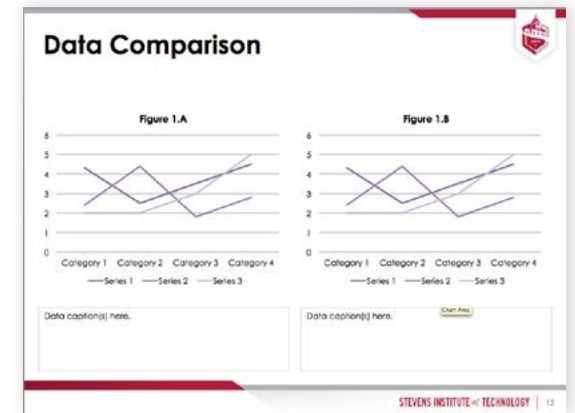 Data Comparison
Figure 1.A
6
5
4
3
2
1
0
Category 1 Category 2 Category 3 Category 4
Series 1 Series 2 Series 3
Figure 1.B
6
5
4
3
2
1
0
Category 1 Category 2 Category 3 Category 4
Series 1 Series 2 Series 3
Data caption(s) here.
Data caption(s) here.
Chart Area
STEVENS INSTITUTE of TECHNOLOGY